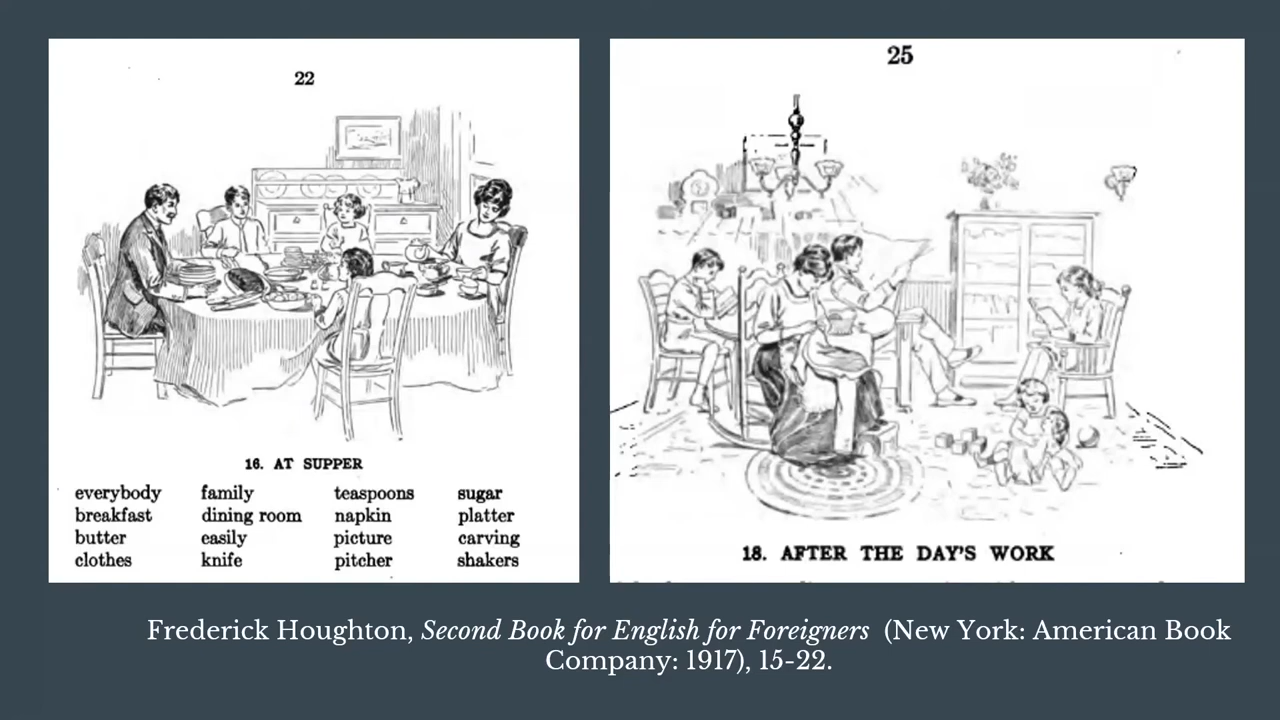 22
16. AT SUPPER
everybody family teaspoons sugar
breakfast dining room napkin platter
butter easily picture carving
clothes knife pitcher shakers
25
18. AFTER THE DAY'S WORK
Frederick Houghton, Second Book for English for Foreigners (New York: American Book
Company: 1917), 15-22.